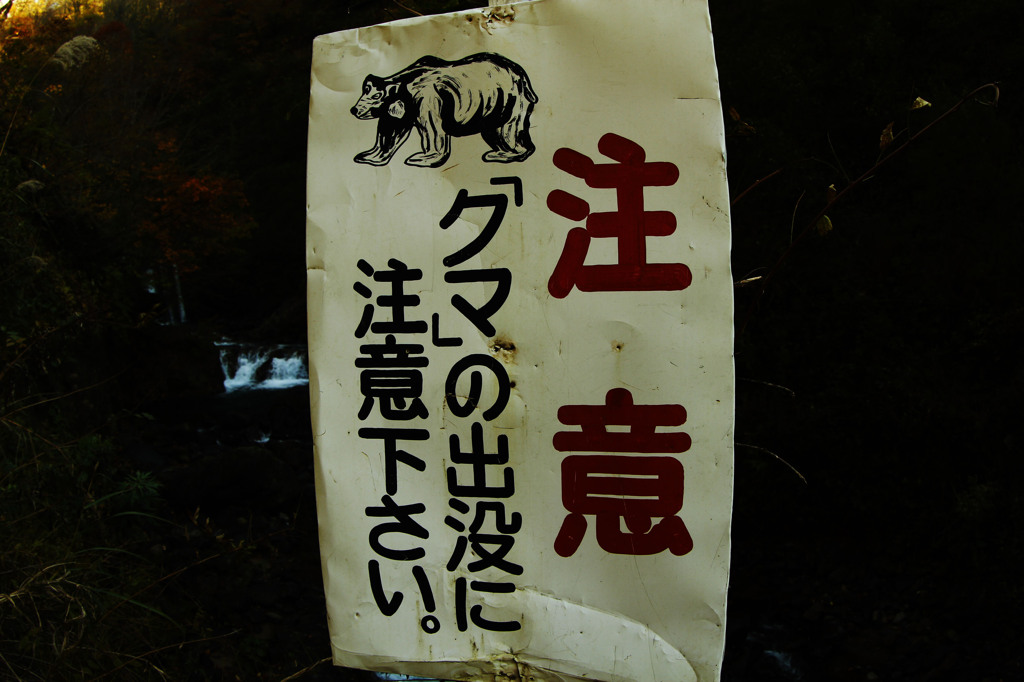 注意
「クマ」の出没に
注意下さい。